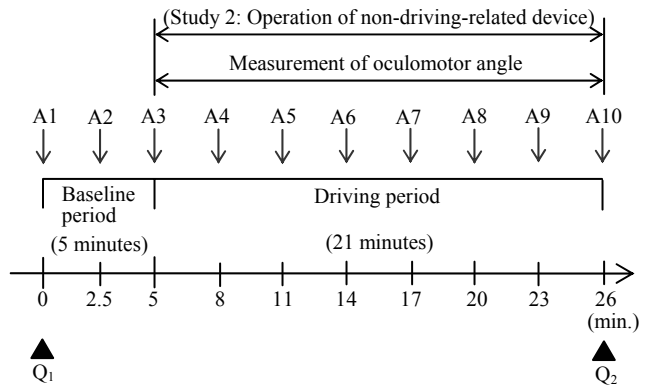 (Study 2: Operation of non-driving-related device)
Measurement of oculomotor angle
A1 A2 A3 A4 A5 A6 A7 A8 A9 A10
Baseline
period
(5 minutes)
Driving period
(21 minutes)
0 2.5 5 8 11 14 17 20 23 26
(min.)
Q₁ Q₂